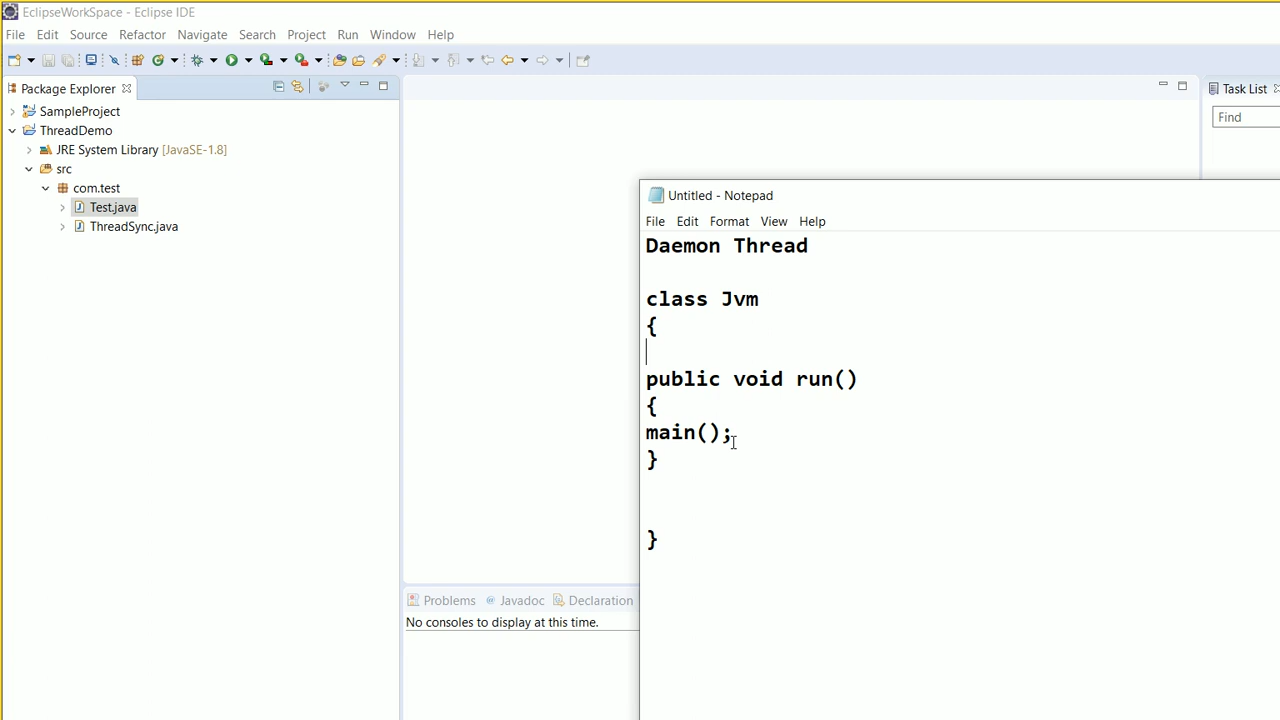 EclipseWorkSpace - Eclipse IDE
File Edit Source Refactor Navigate Search Project Run Window Help
Package Explorer
Task List
SampleProject
Find
ThreadDemo
JRE System Library [JavaSE-1.8]
src
com.test
Test.java
ThreadSync.java
Untitled - Notepad
File Edit Format View Help
Daemon Thread
class Jvm
{
public void run()
{
main();
}
}
Problems @ Javadoc Declaration
No consoles to display at this time.